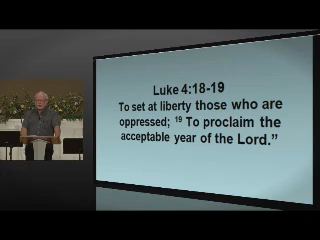 Luke 4:18-19
To set at liberty those who are
oppressed; 19 To proclaim the
acceptable year of the Lord.”